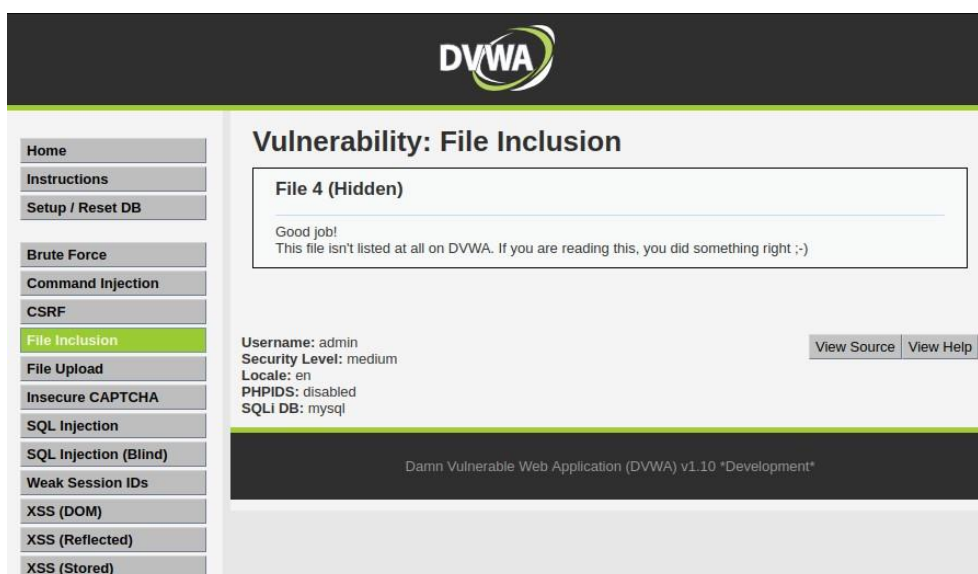 DVWA
Home
Instructions
Setup / Reset DB
Brute Force
Command Injection
CSRF
File Inclusion
File Upload
Insecure CAPTCHA
SQL Injection
SQL Injection (Blind)
Weak Session IDs
XSS (DOM)
XSS (Reflected)
XSS (Stored)
Vulnerability: File Inclusion
File 4 (Hidden)
Good job!
This file isn't listed at all on DVWA. If you are reading this, you did something right ;-)
Username: admin
Security Level: medium
Locale: en
PHPIDS: disabled
SQLi DB: mysql
View Source View Help
Damn Vulnerable Web Application (DVWA) v1.10 *Development*